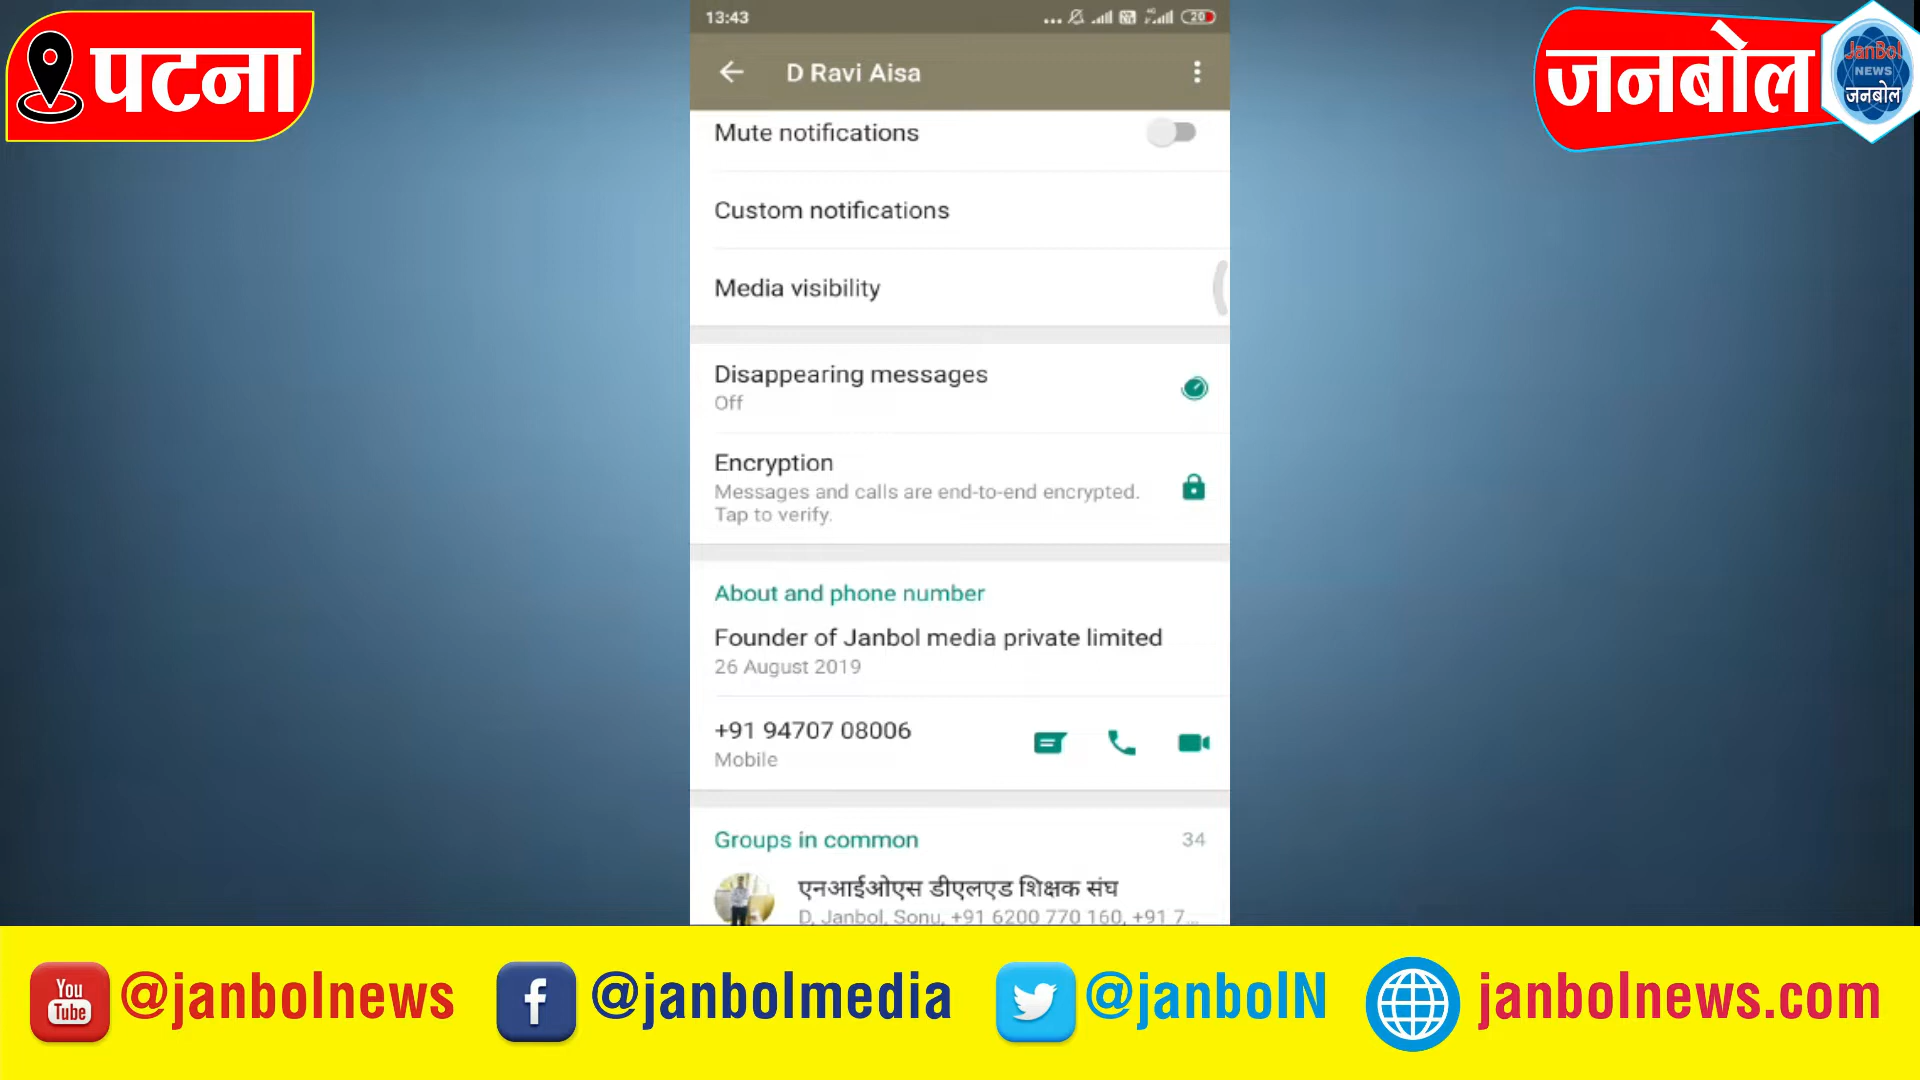 पटना
13:43
20
D Ravi Aisa
जनबोल
JanBol
NEWS
जनबोल
Mute notifications
Custom notifications
Media visibility
Disappearing messages
Off
Encryption
Messages and calls are end-to-end encrypted.
Tap to verify.
About and phone number
Founder of Janbol media private limited
26 August 2019
+91 94707 08006
Mobile
Groups in common 34
एनआईओएस डीएलएड शिक्षक संघ
D, Janbol, Sonu, +91 6200 770 160, +91 7...
You
Tube
@janbolnews
f
@janbolmedia
@janbolN
janbolnews.com